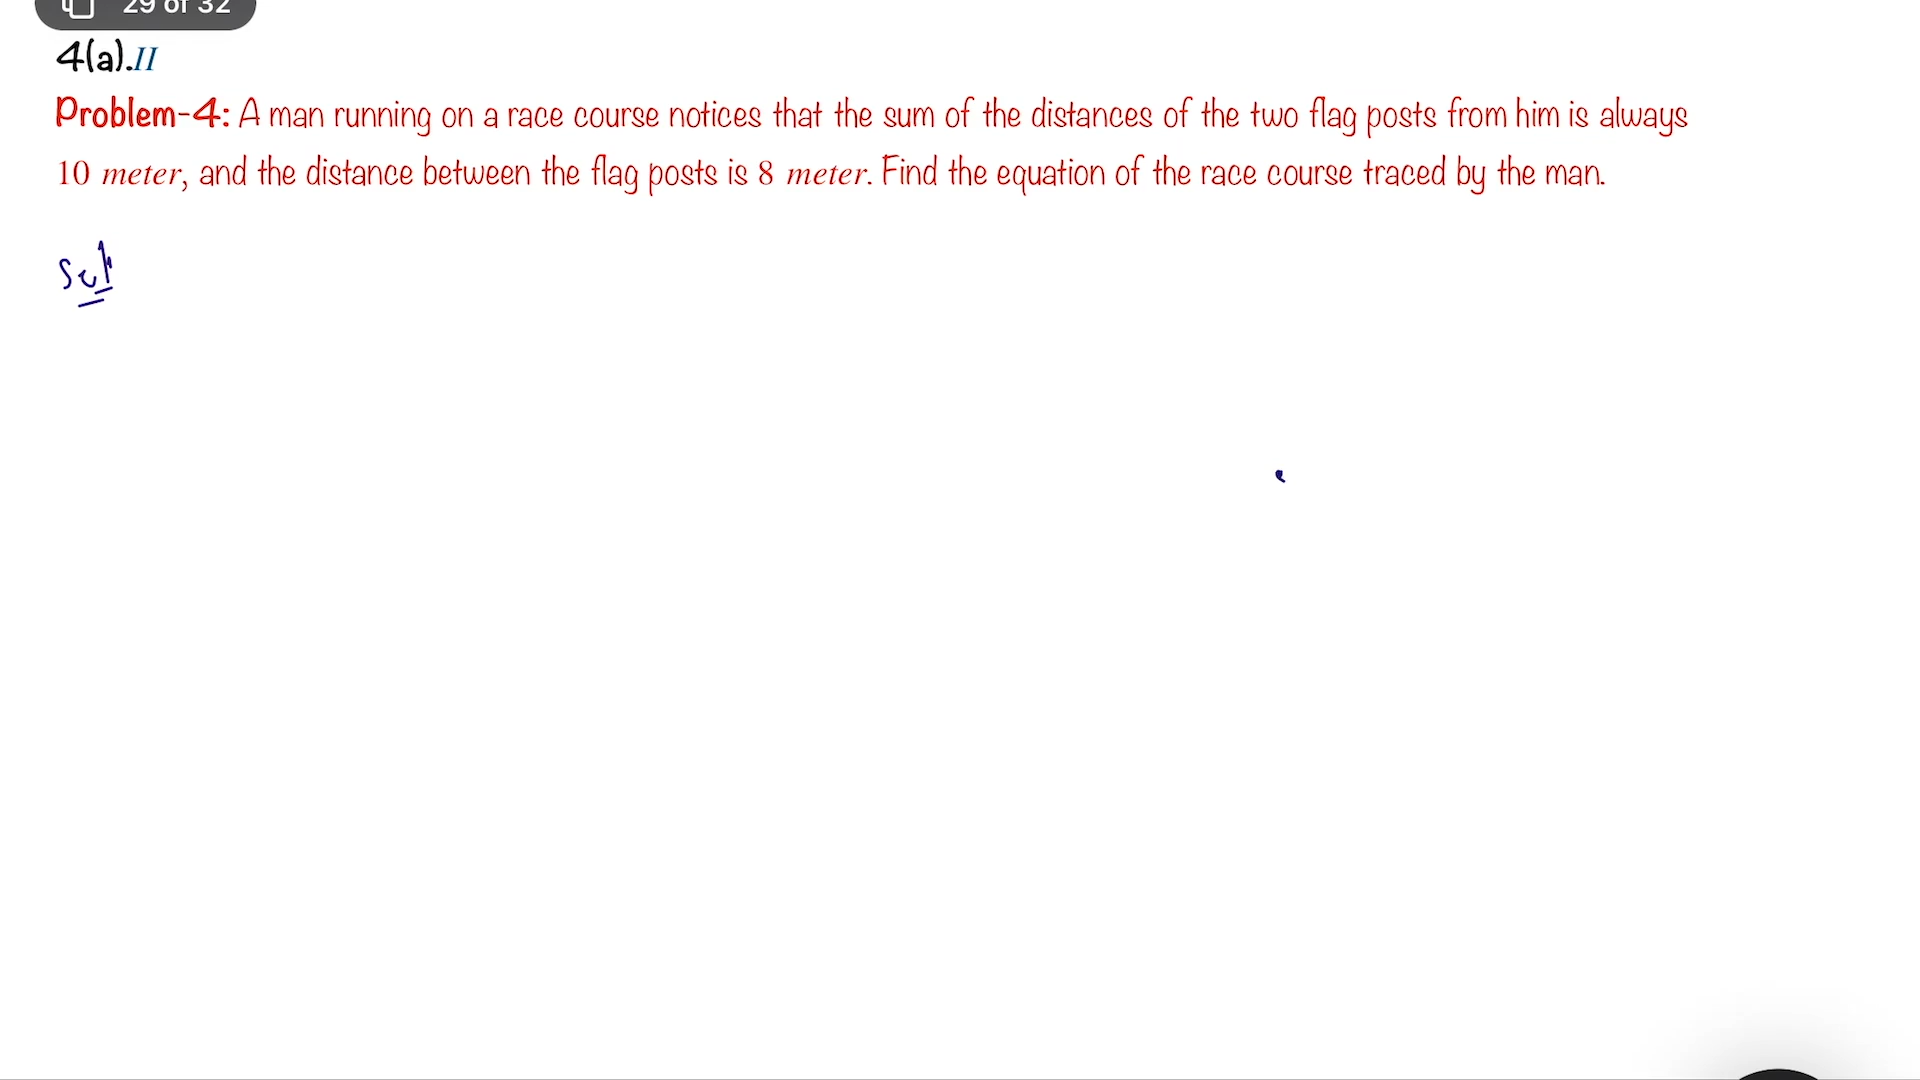 29 of 32
4(a).II
Problem-4: A man running on a race course notices that the sum of the distances of the two flag posts from him is always
10 meter, and the distance between the flag posts is 8 meter. Find the equation of the race course traced by the man.
Sol